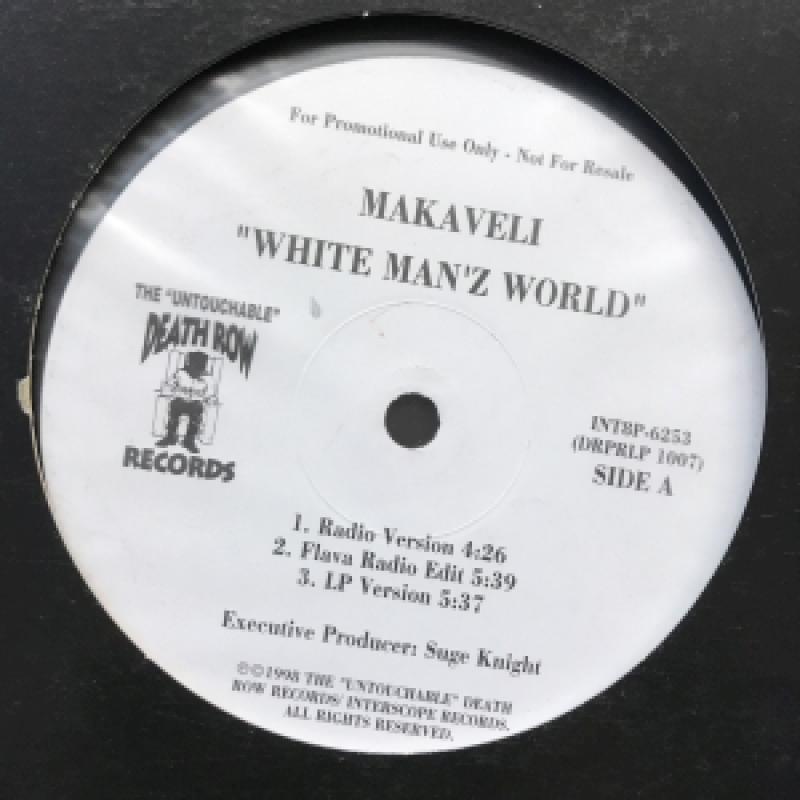 For Promotional Use Only - Not For Resale
MAKAVELI
"WHITE MAN'Z WORLD"
THE "UNTOUCHABLE"
DEATH ROW
RECORDS
INT8P-6253
(DRPRLP 1007)
SIDE A
1. Radio Version 4:26
2. Flava Radio Edit 5:39
3. LP Version 5:37
Executive Producer: Suge Knight
℗©1998 THE "UNTOUCHABLE" DEATH
ROW RECORDS/ INTERSCOPE RECORDS.
ALL RIGHTS RESERVED.